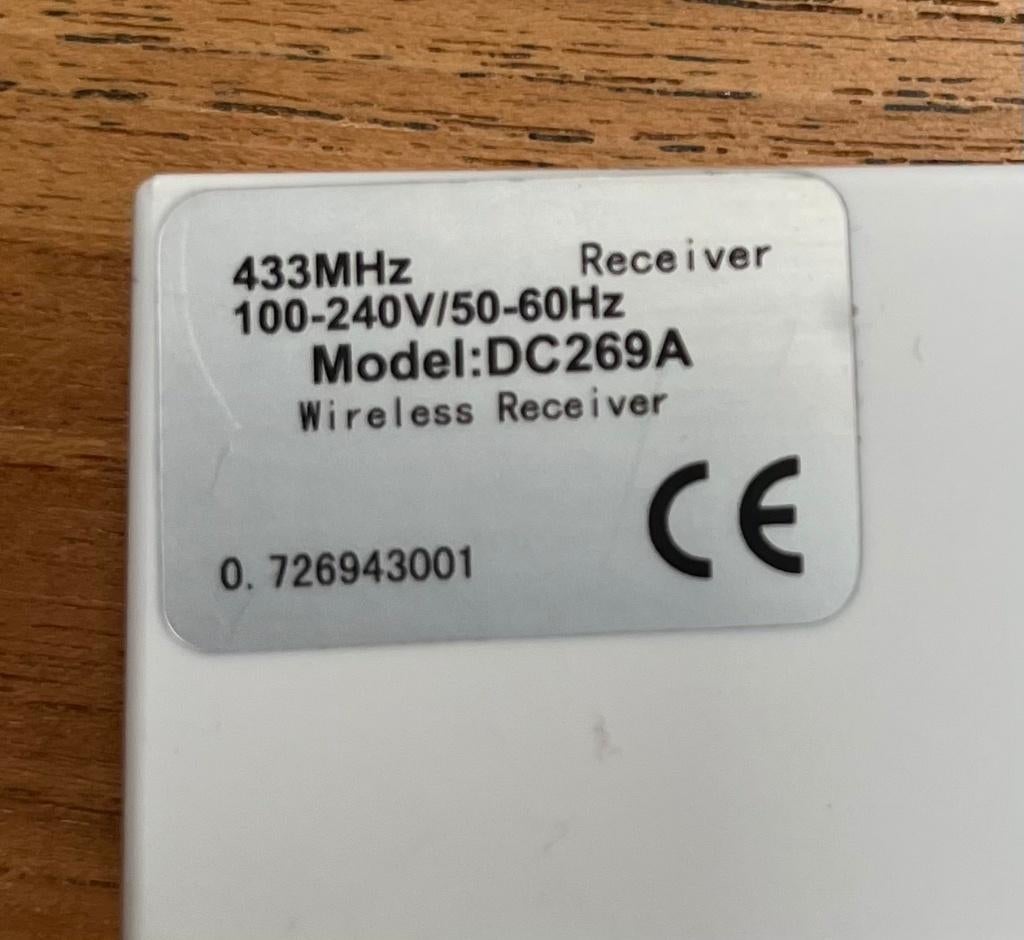 433MHz Receiver
100-240V/50-60Hz
Model:DC269A
Wireless Receiver
CE
0. 726943001